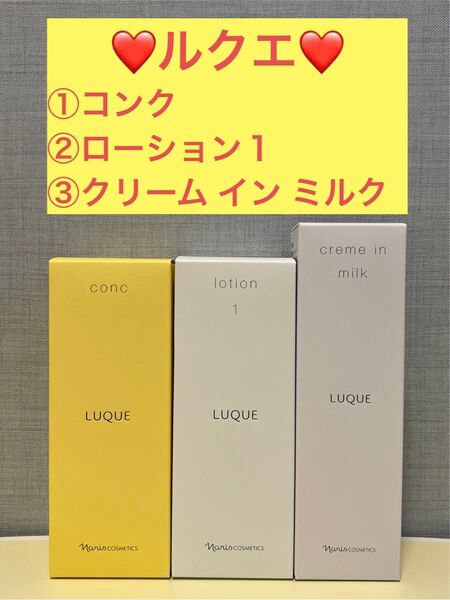 ❤️ルクエ❤️
①コンク
②ローション1
③クリーム イン ミルク
conc
LUQUE
Naris COSMETICS
lotion
1
LUQUE
Naris COSMETICS
creme in
milk
LUQUE
Naris COSMETICS